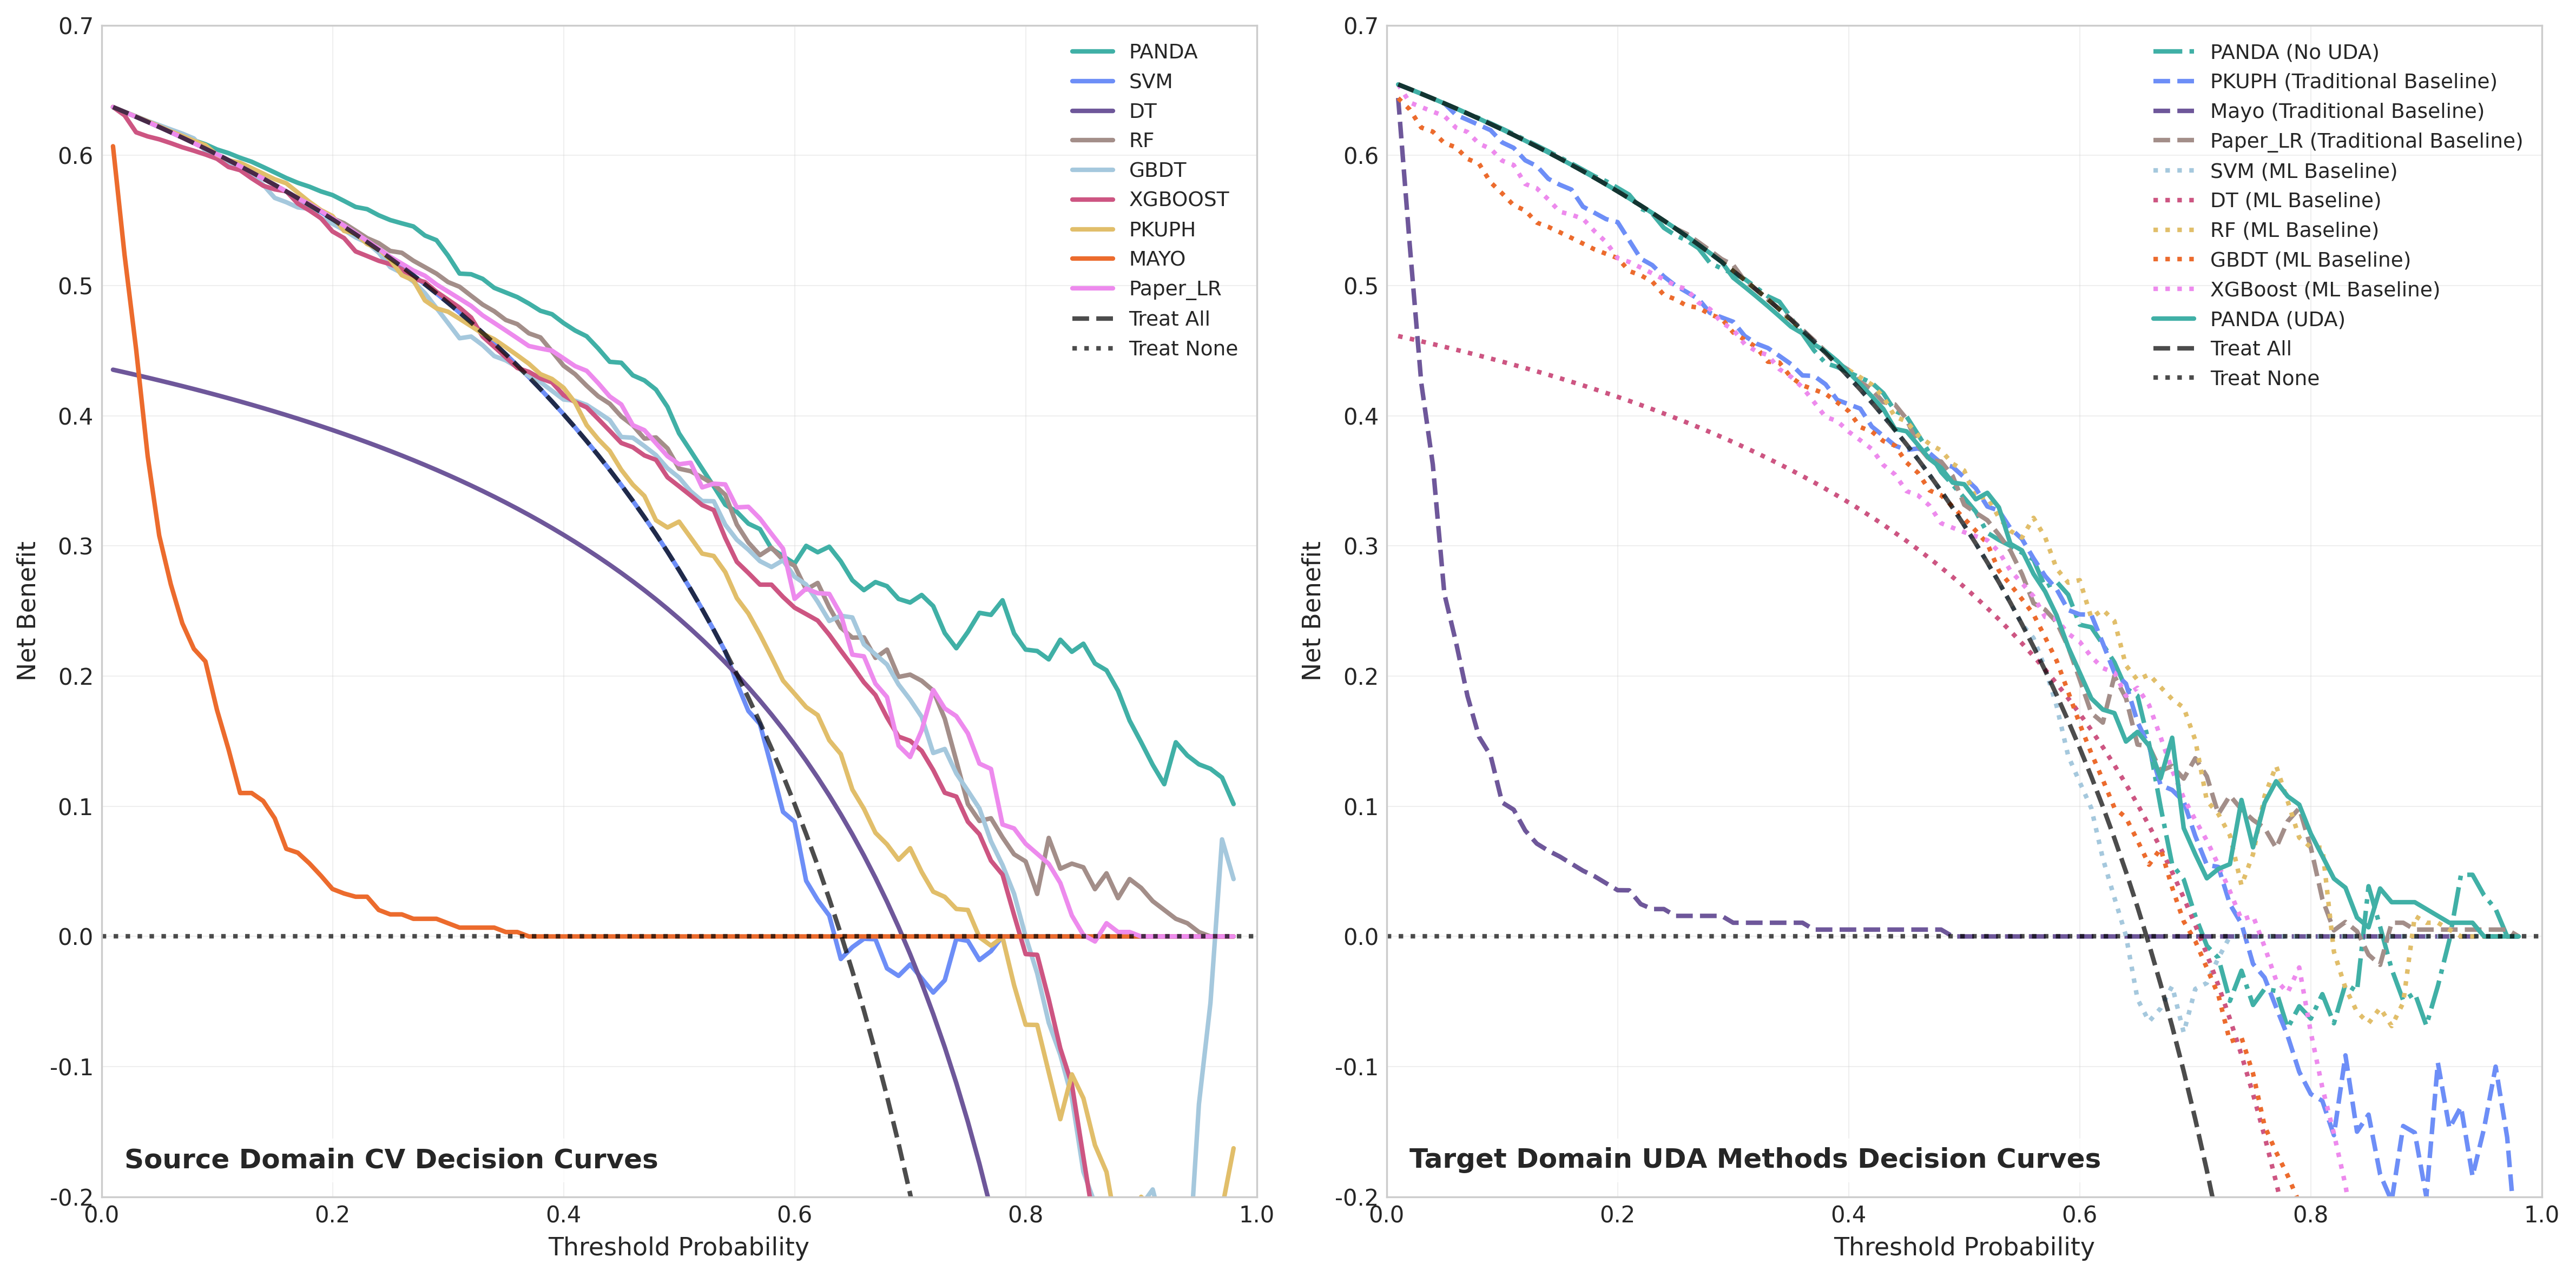 0.7
0.6
0.5
0.4
0.3
0.2
0.1
0.0
-0.1
-0.2
Net Benefit
PANDA
SVM
DT
RF
GBDT
XGBOOST
PKUPH
MAYO
Paper_LR
Treat All
Treat None
Source Domain CV Decision Curves
0.0 0.2 0.4 0.6 0.8 1.0
Threshold Probability
0.7
0.6
0.5
0.4
0.3
0.2
0.1
0.0
-0.1
-0.2
Net Benefit
PANDA (No UDA)
PKUPH (Traditional Baseline)
Mayo (Traditional Baseline)
Paper_LR (Traditional Baseline)
SVM (ML Baseline)
DT (ML Baseline)
RF (ML Baseline)
GBDT (ML Baseline)
XGBoost (ML Baseline)
PANDA (UDA)
Treat All
Treat None
Target Domain UDA Methods Decision Curves
0.0 0.2 0.4 0.6 0.8 1.0
Threshold Probability